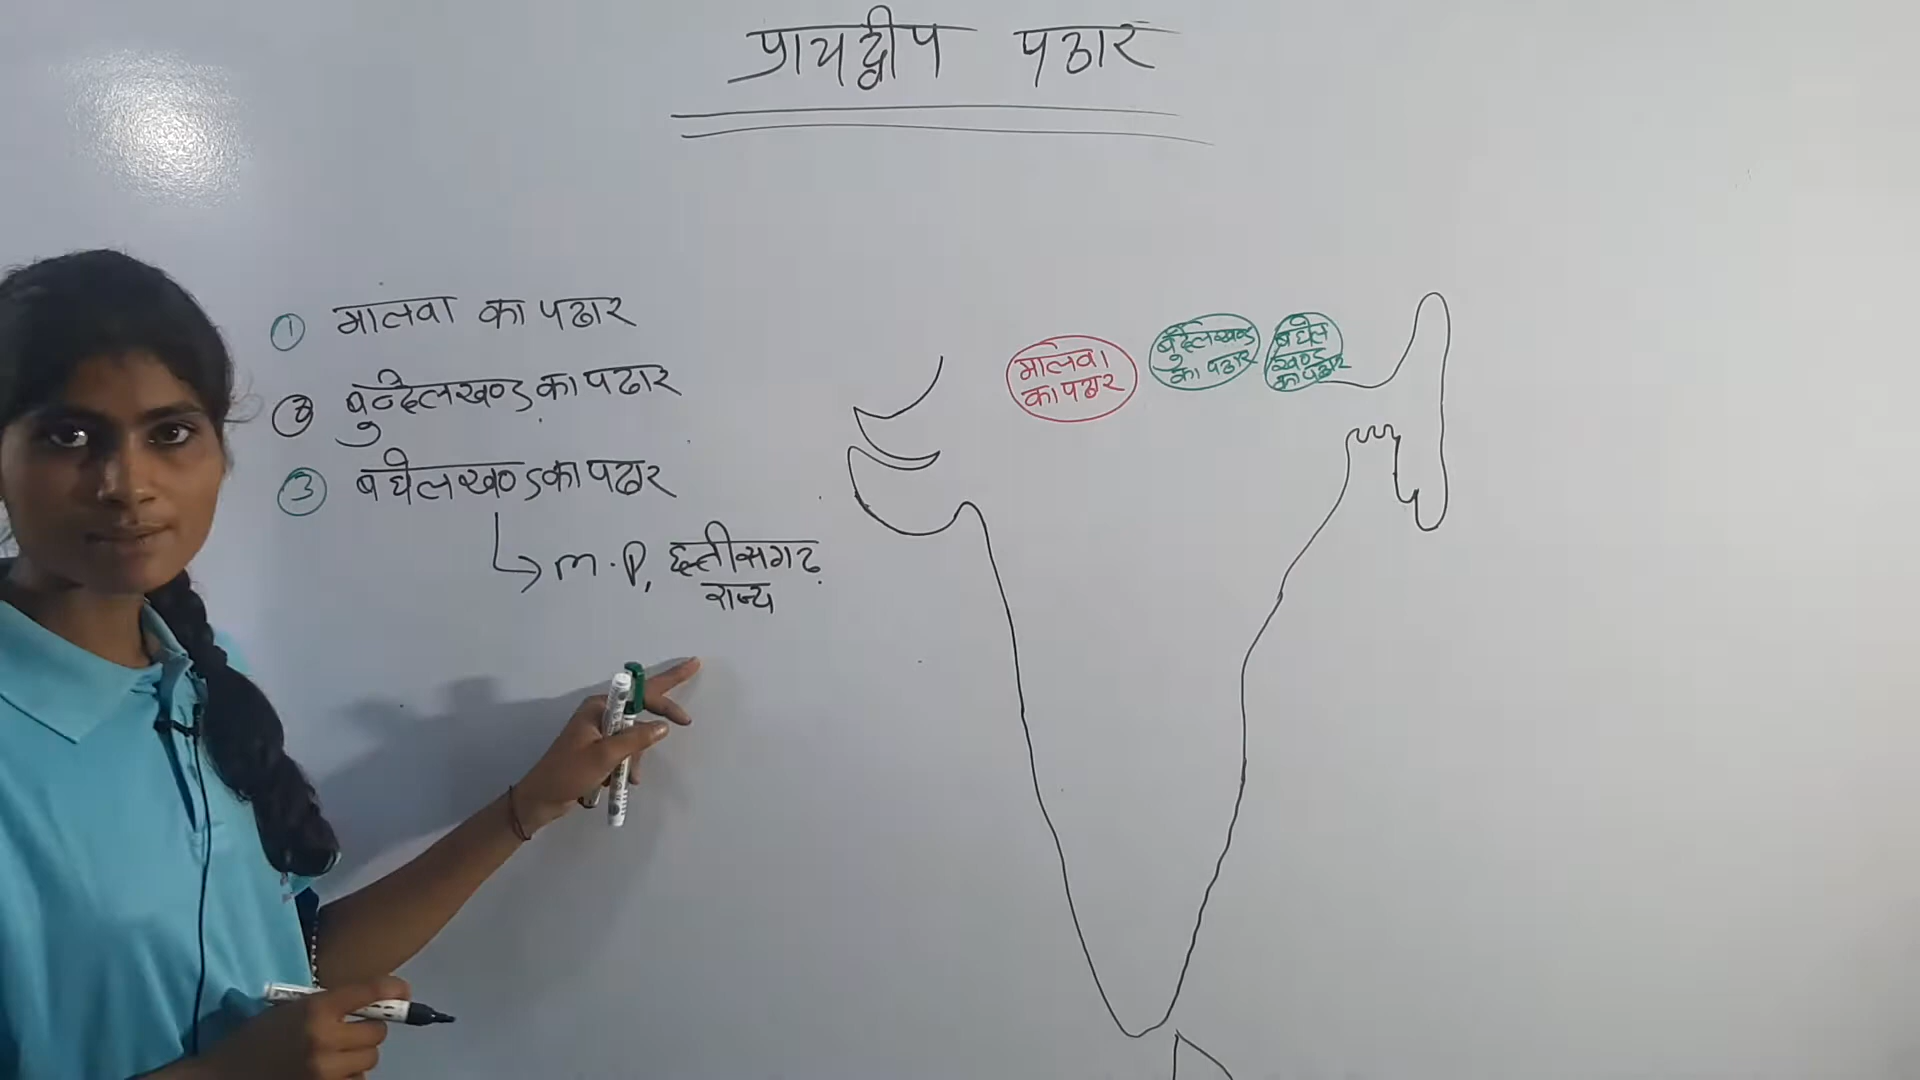 प्रायद्वीप पठार
① मालवा का पठार
② बुन्देलखण्ड का पठार
③ बघेलखण्ड का पठार
→ m.P, छत्तीसगढ़
राज्य
मालवा
का पठार
बुंदेलखण्ड
का पठार
बघेल
खण्ड
का पठार